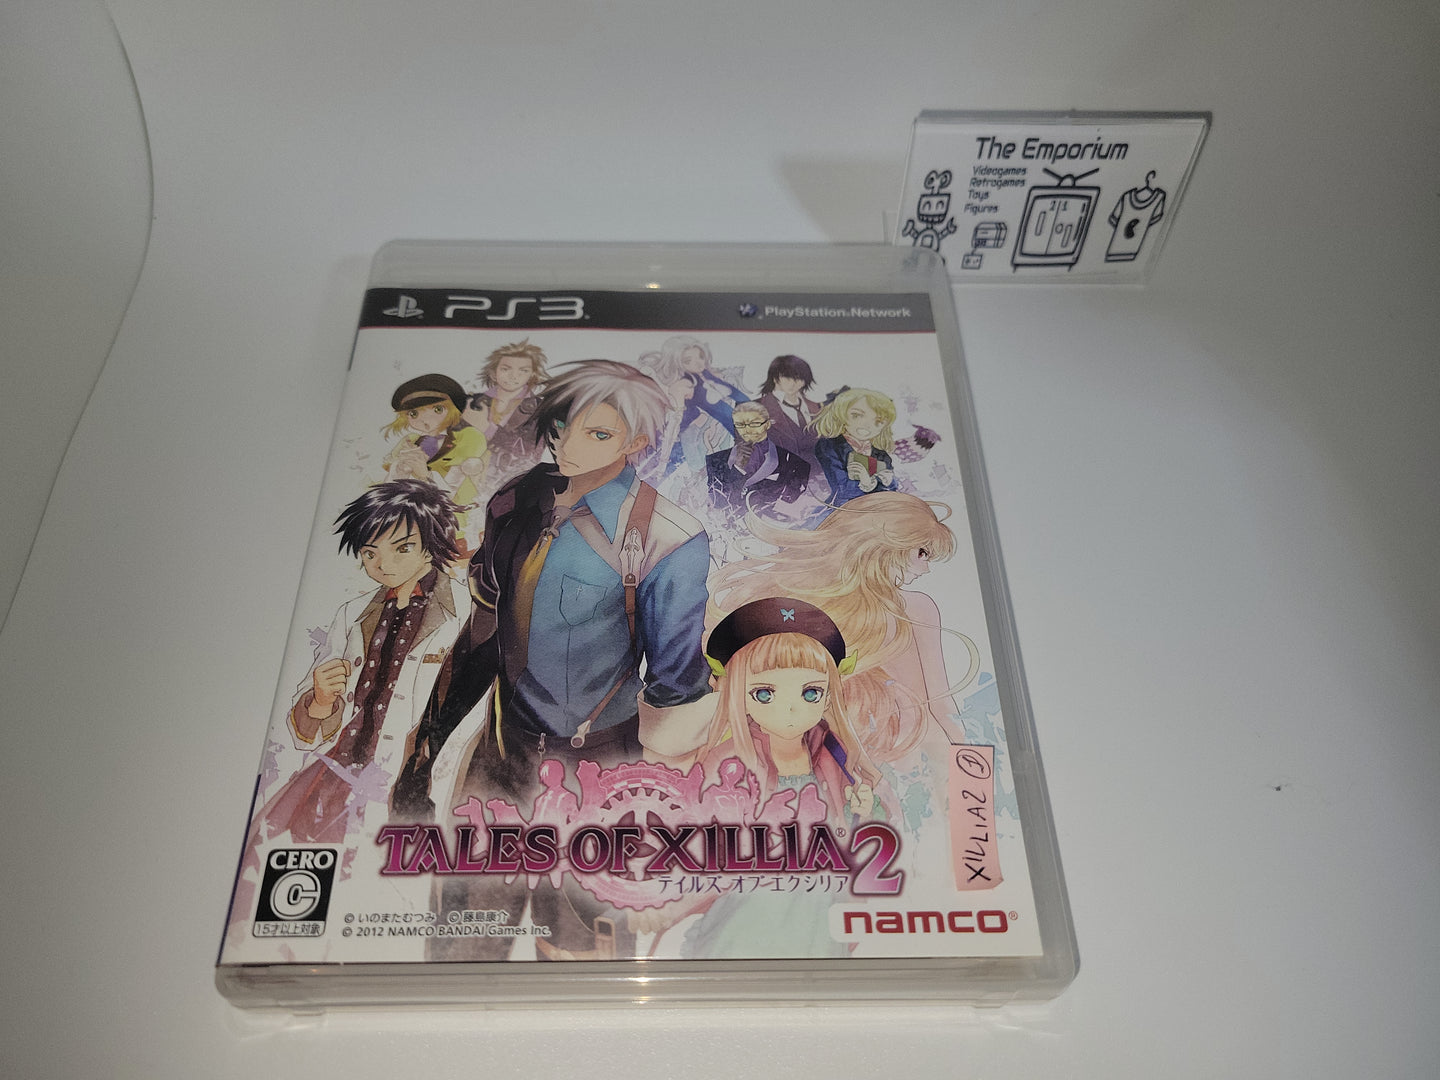 The Emporium
Videogames
Retrogames
Toys
Figures
21
PS3
PlayStation®Network
TALES OF XILLIA® 2
テイルズ オブ エクシリア
XILLIA2 ①
CERO
C
15才以上対象
© いのまたむつみ © 藤島康介
© 2012 NAMCO BANDAI Games Inc.
namco®